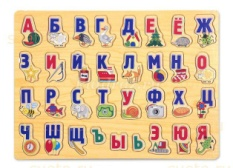 А Б В Г Д Е Ё Ж
З И Й К Л М Н О
П Р С Т У Ф Х Ц
Ч Ш Щ Ъ Ы Ь Э Ю Я